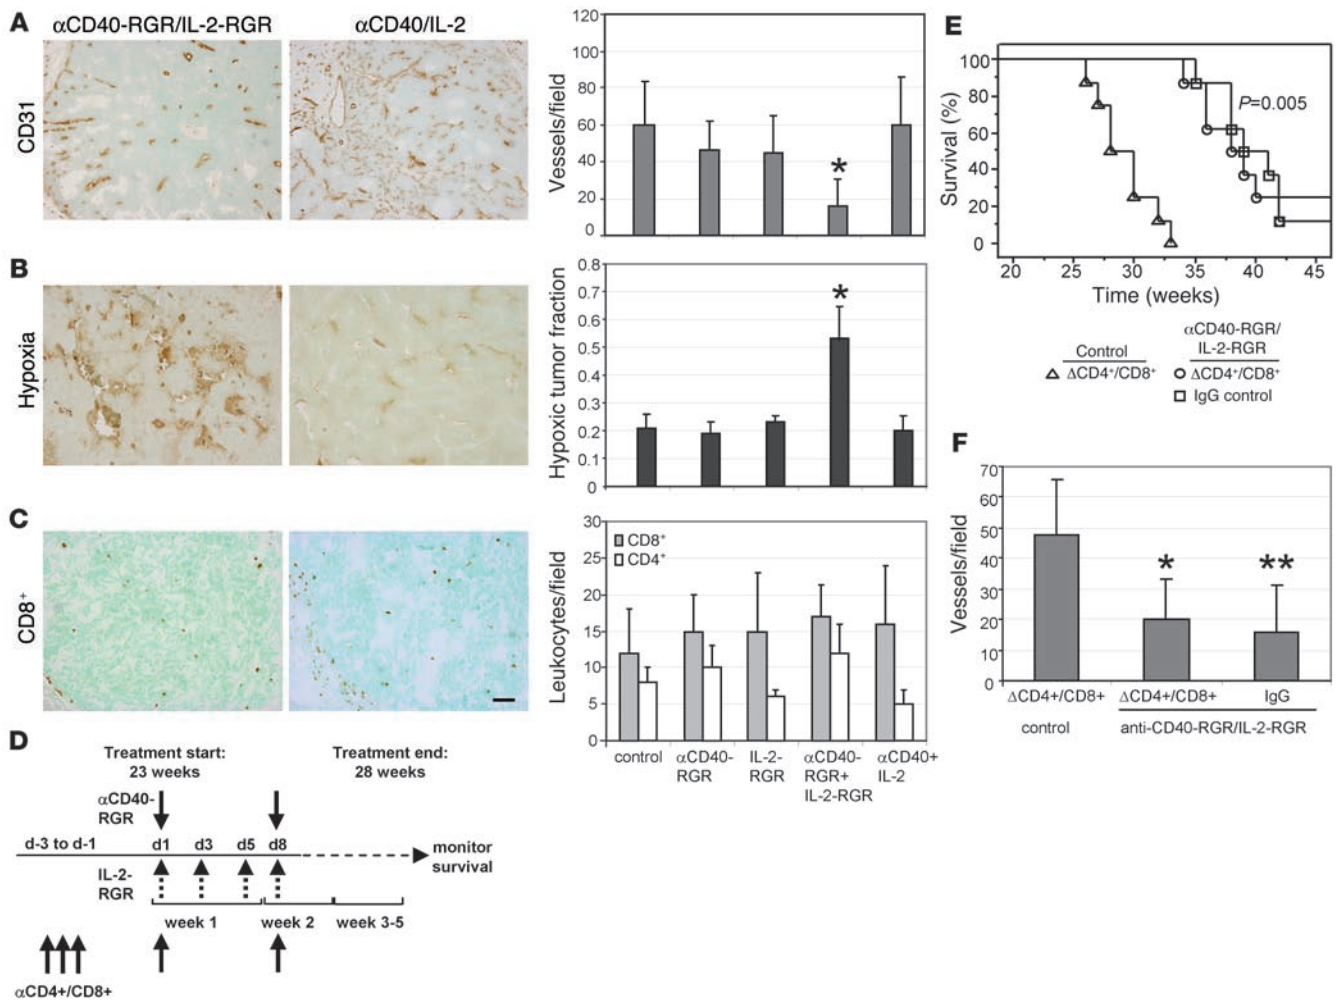 A
αCD40-RGR/IL-2-RGR
αCD40/IL-2
CD31
120
100
80
60
40
20
0
Vessels/field
*
B
Hypoxia
0.8
0.7
0.6
0.5
0.4
0.3
0.2
0.1
0
Hypoxic tumor fraction
*
C
CD8⁺
30
25
20
15
10
5
0
Leukocytes/field
CD8⁺
CD4⁺
control
αCD40-
RGR
IL-2-
RGR
αCD40-
RGR+
IL-2-RGR
αCD40+
IL-2
D
Treatment start:
23 weeks
Treatment end:
28 weeks
αCD40-
RGR
d-3 to d-1
d1
d3
d5
d8
monitor
survival
IL-2-
RGR
week 1
week 2
week 3-5
αCD4+/CD8+
E
100
80
60
40
20
0
Survival (%)
P=0.005
20
25
30
35
40
45
Time (weeks)
Control
ΔCD4⁺/CD8⁺
αCD40-RGR/
IL-2-RGR
ΔCD4⁺/CD8⁺
IgG control
F
70
60
50
40
30
20
10
0
Vessels/field
*
**
ΔCD4+/CD8+
ΔCD4+/CD8+
IgG
control
anti-CD40-RGR/IL-2-RGR